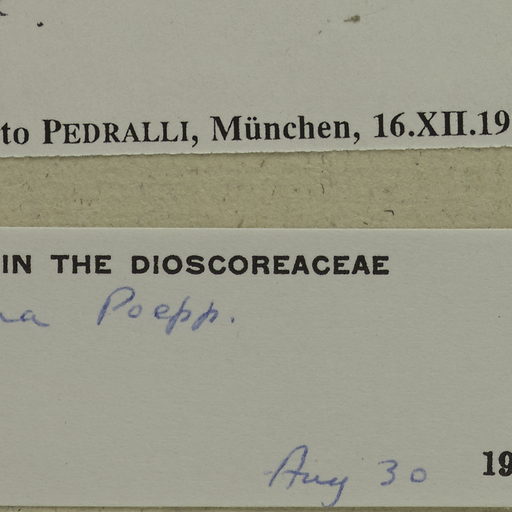 to PEDRALLI, München, 16.XII.19
IN THE DIOSCOREACEAE
na Poepp.
Aug 30 19